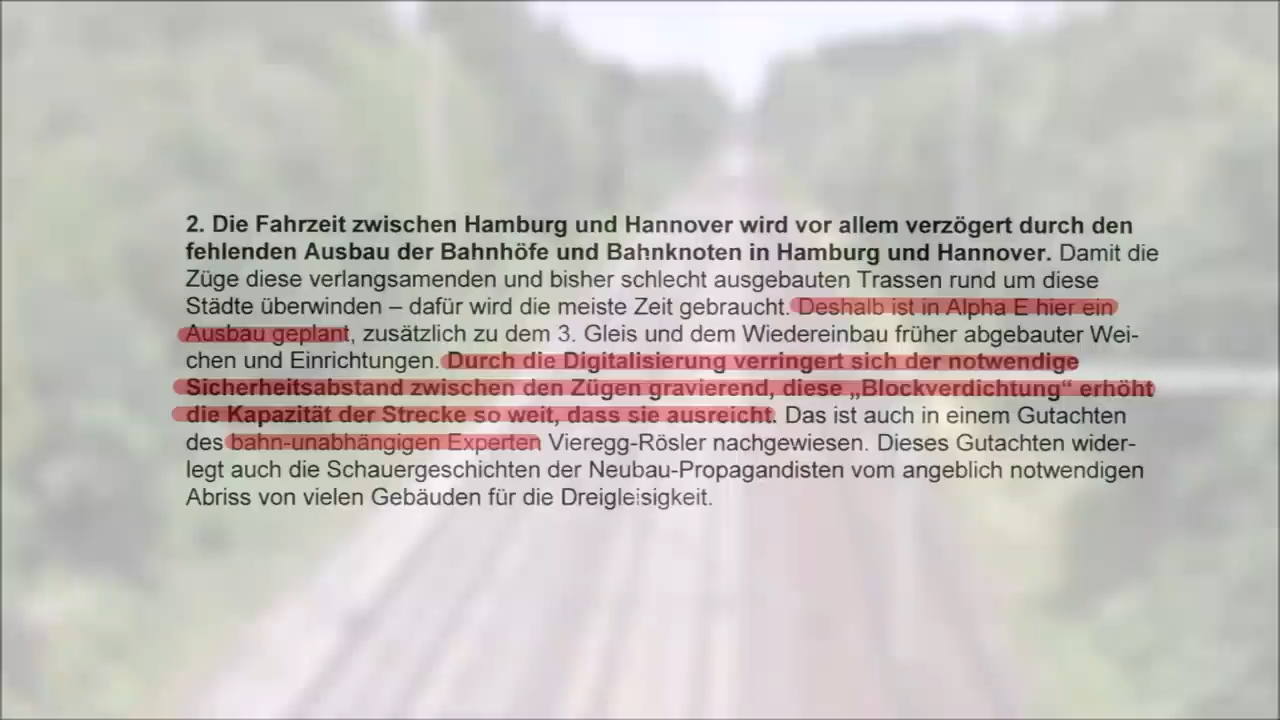 2. Die Fahrzeit zwischen Hamburg und Hannover wird vor allem verzögert durch den
fehlenden Ausbau der Bahnhöfe und Bahnknoten in Hamburg und Hannover. Damit die
Züge diese verlangsamenden und bisher schlecht ausgebauten Trassen rund um diese
Städte überwinden – dafür wird die meiste Zeit gebraucht. Deshalb ist in Alpha E hier ein
Ausbau geplant, zusätzlich zu dem 3. Gleis und dem Wiedereinbau früher abgebauter Wei-
chen und Einrichtungen. Durch die Digitalisierung verringert sich der notwendige
Sicherheitsabstand zwischen den Zügen gravierend, diese „Blockverdichtung“ erhöht
die Kapazität der Strecke so weit, dass sie ausreicht. Das ist auch in einem Gutachten
des bahn-unabhängigen Experten Vieregg-Rösler nachgewiesen. Dieses Gutachten wider-
legt auch die Schauergeschichten der Neubau-Propagandisten vom angeblich notwendigen
Abriss von vielen Gebäuden für die Dreigleisigkeit.